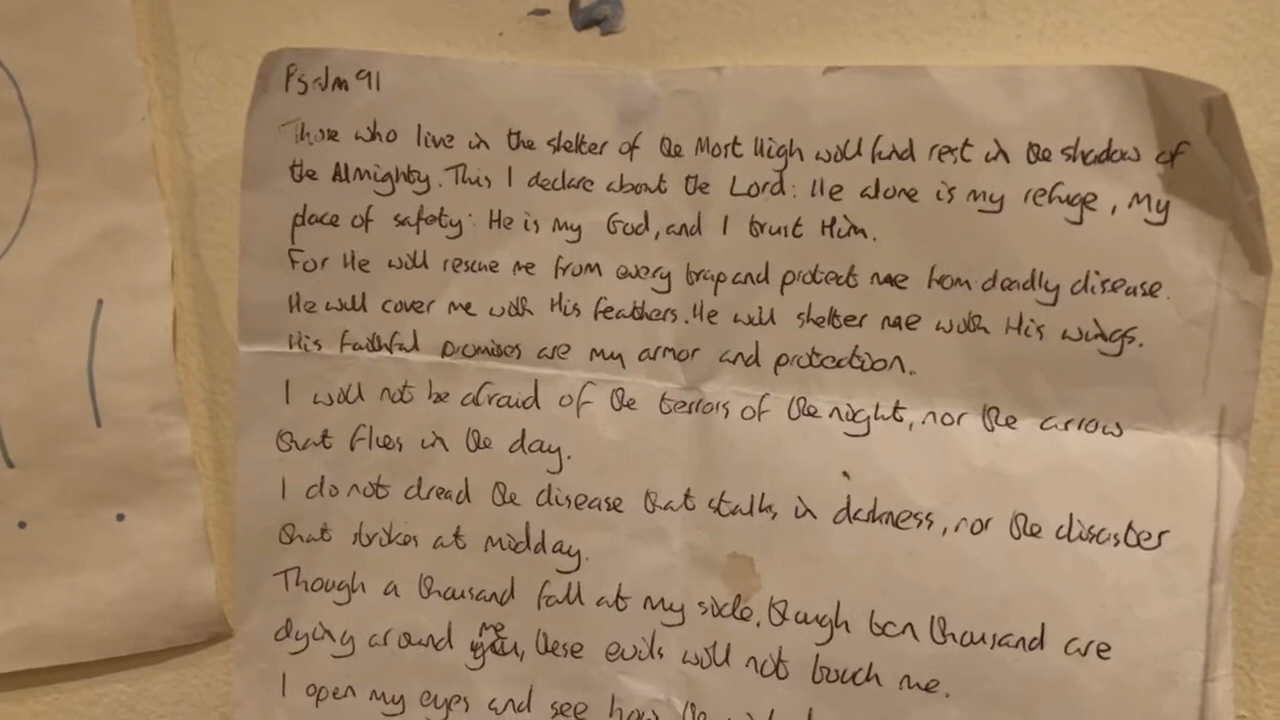 Psalm 91
Those who live in the shelter of the Most High will find rest in the shadow of
the Almighty. This I declare about the Lord: He alone is my refuge, my
place of safety: He is my God, and I trust Him.
For He will rescue me from every trap and protects me from deadly disease.
He will cover me with His feathers. He will shelter me with His wings.
His faithful promises are my armor and protection.
I will not be afraid of the terrors of the night, nor the arrow
that flies in the day.
I do not dread the disease that stalks in darkness, nor the disaster
that strikes at midday.
Though a thousand fall at my side, though ten thousand are
dying around me, these evils will not touch me.
I open my eyes and see how the